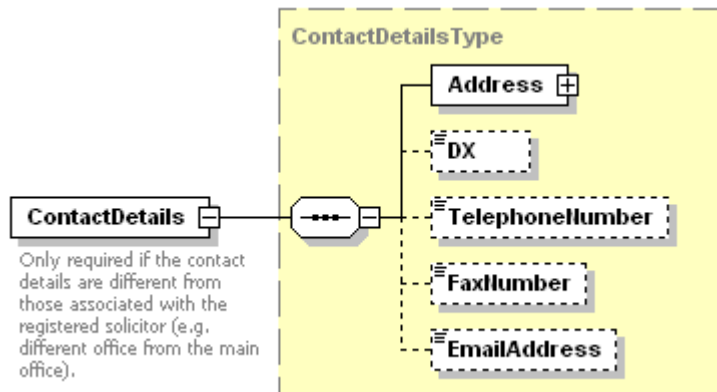 ContactDetailsType
Address
DX
ContactDetails
TelephoneNumber
Only required if the contact
details are different from
those associated with the
registered solicitor (e.g.
different office from the main
office).
FaxNumber
EmailAddress